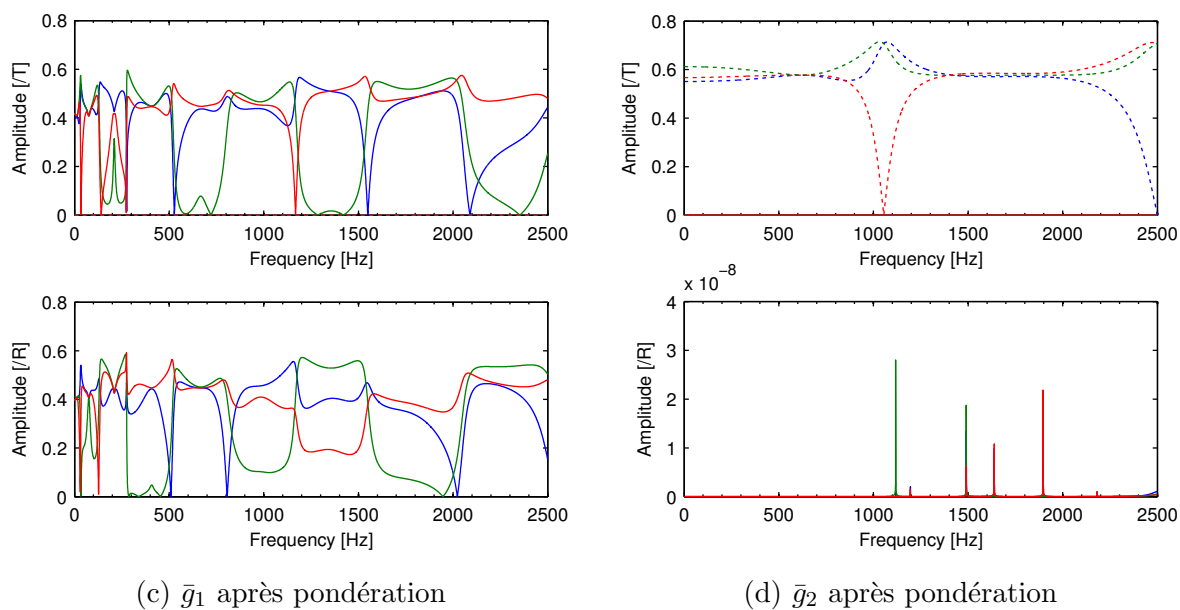 0.8
0.6
0.4
0.2
0
Amplitude [/T]
0 500 1000 1500 2000 2500
Frequency [Hz]
0.8
0.6
0.4
0.2
0
Amplitude [/T]
0 500 1000 1500 2000 2500
Frequency [Hz]
0.8
0.6
0.4
0.2
0
Amplitude [/R]
0 500 1000 1500 2000 2500
Frequency [Hz]
x 10⁻⁸
4
3
2
1
0
Amplitude [/R]
0 500 1000 1500 2000 2500
Frequency [Hz]
(c) ḡ₁ après pondération
(d) ḡ₂ après pondération